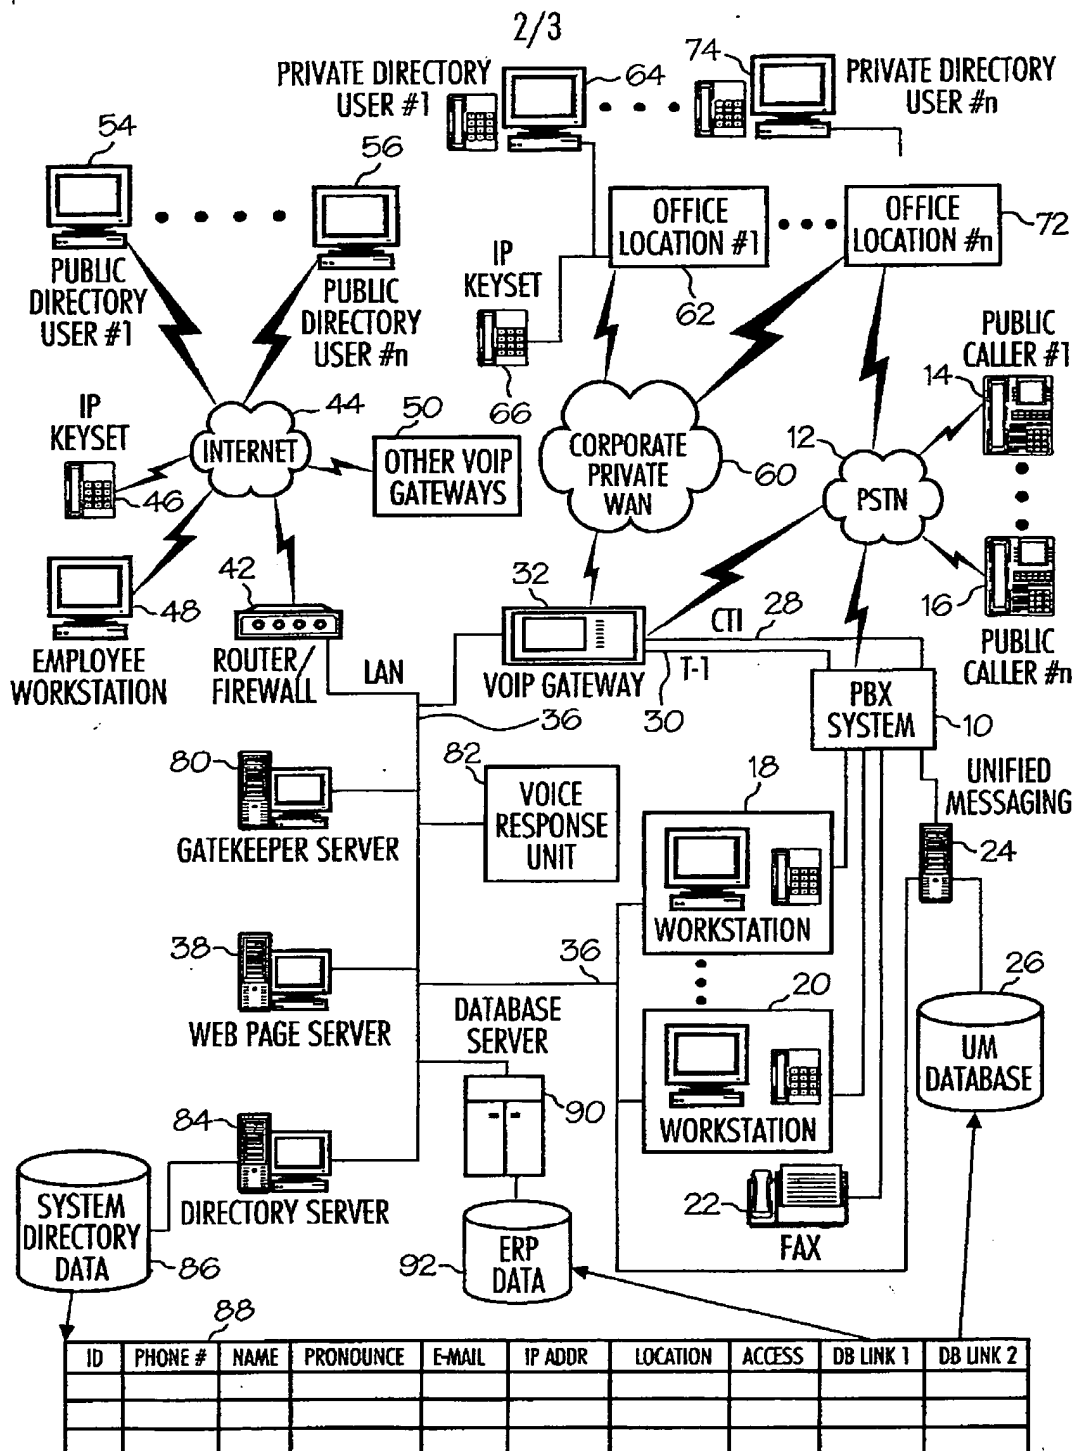 2/3
PRIVATE DIRECTORY
USER #1
64
74
PRIVATE DIRECTORY
USER #n
54
56
PUBLIC
DIRECTORY
USER #1
PUBLIC
DIRECTORY
USER #n
OFFICE
LOCATION #1
62
OFFICE
LOCATION #n
72
IP
KEYSET
66
PUBLIC
CALLER #1
14
IP
KEYSET
46
INTERNET
44
50
OTHER VOIP
GATEWAYS
CORPORATE
PRIVATE
WAN
60
12
PSTN
16
PUBLIC
CALLER #n
48
EMPLOYEE
WORKSTATION
42
ROUTER/
FIREWALL
LAN
32
VOIP GATEWAY
CTI
28
T-1
30
36
PBX
SYSTEM
10
80
GATEKEEPER SERVER
82
VOICE
RESPONSE
UNIT
18
WORKSTATION
UNIFIED
MESSAGING
24
38
WEB PAGE SERVER
36
DATABASE
SERVER
90
20
WORKSTATION
26
UM
DATABASE
84
DIRECTORY SERVER
SYSTEM
DIRECTORY
DATA
86
92
ERP
DATA
22
FAX
88
ID PHONE # NAME PRONOUNCE E-MAIL IP ADDR LOCATION ACCESS DB LINK 1 DB LINK 2